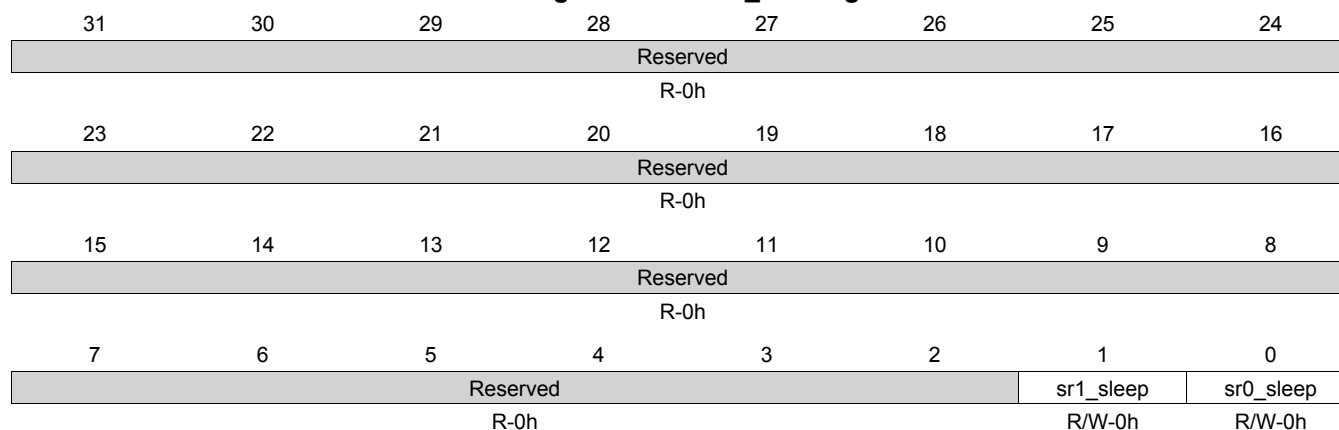 31 30 29 28 27 26 25 24
Reserved
R-0h
23 22 21 20 19 18 17 16
Reserved
R-0h
15 14 13 12 11 10 9 8
Reserved
R-0h
7 6 5 4 3 2 1 0
Reserved sr1_sleep sr0_sleep
R-0h R/W-0h R/W-0h